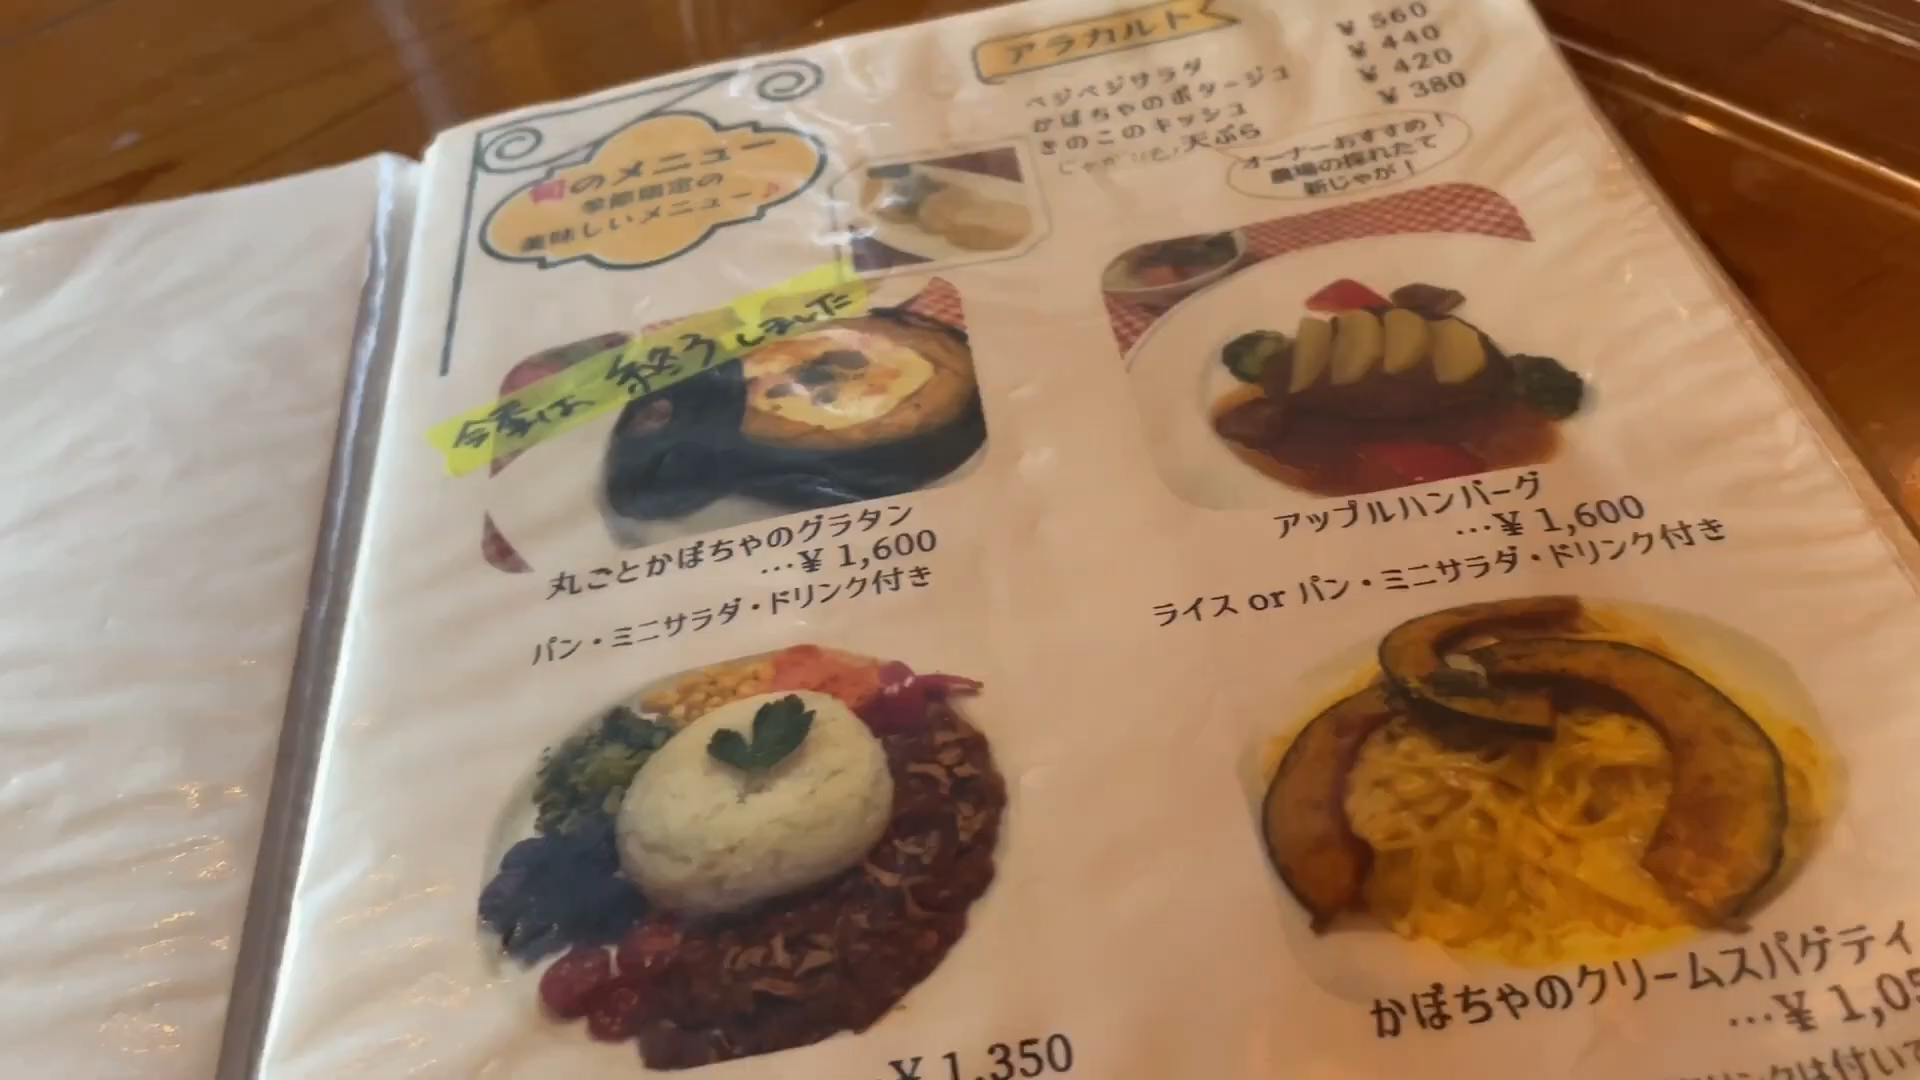 旬のメニュー
季節限定の
美味しいメニュー♪
アラカルト
ベジベジサラダ ¥ 560
かぼちゃのポタージュ ¥ 440
きのこのキッシュ ¥ 420
天ぷら ¥ 380
オーナーおすすめ！
農場の採れたて
新じゃが！
今季は 終了しました
丸ごとかぼちゃのグラタン
…¥ 1,600
パン・ミニサラダ・ドリンク付き
アップルハンバーグ
…¥ 1,600
ライス or パン・ミニサラダ・ドリンク付き
¥ 1,350
かぼちゃのクリームスパゲティ
…¥ 1,05